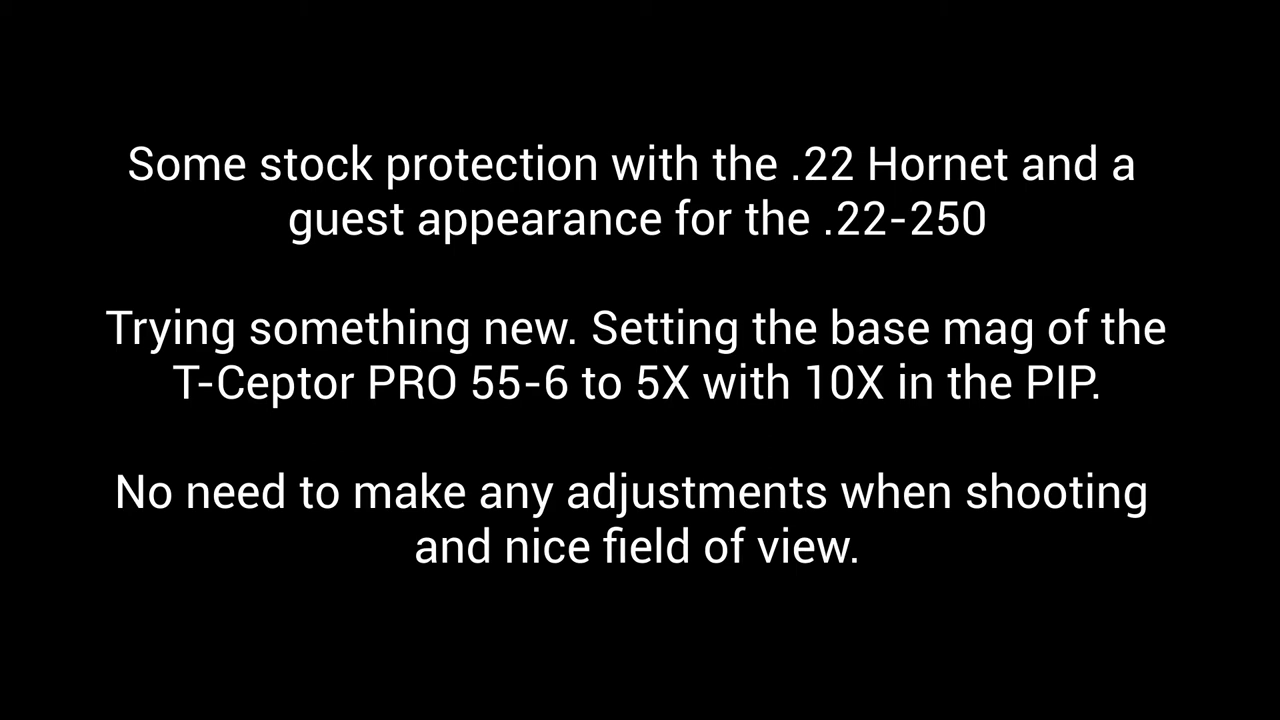 Some stock protection with the .22 Hornet and a
guest appearance for the .22-250
Trying something new. Setting the base mag of the
T-Ceptor PRO 55-6 to 5X with 10X in the PIP.
No need to make any adjustments when shooting
and nice field of view.